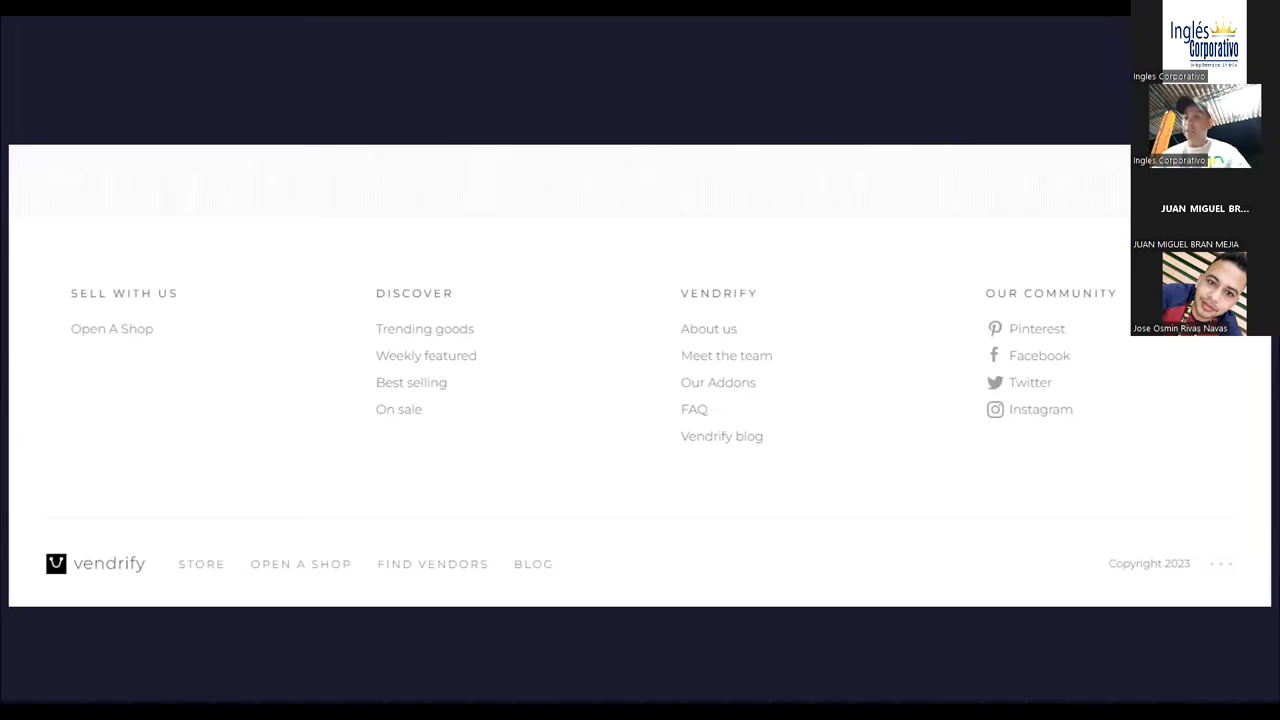 Inglés
Corporativo
Ingles Corporativo
Ingles Corporativo
JUAN MIGUEL BR...
JUAN MIGUEL BRAN MEJIA
Jose Osmin Rivas Navas
SELL WITH US
Open A Shop
DISCOVER
Trending goods
Weekly featured
Best selling
On sale
VENDRIFY
About us
Meet the team
Our Addons
FAQ
Vendrify blog
OUR COMMUNITY
Pinterest
Facebook
Twitter
Instagram
vendrify
STORE
OPEN A SHOP
FIND VENDORS
BLOG
Copyright 2023